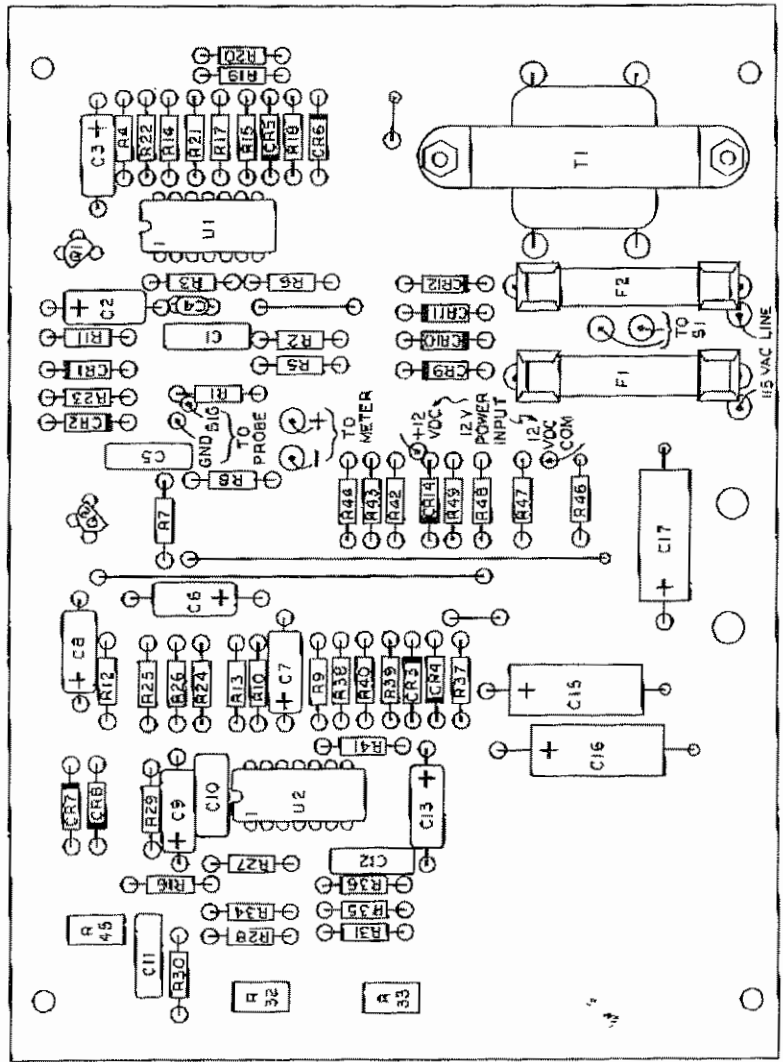 R20
R19
C3
+
R4
R22
R14
R21
R17
R15
CR5
R18
CR6
T1
1
U1
Q1
R3
R6
CR12
F2
+
C2
C4
CR11
R11
C1
R2
CR10
TO
S1
CR1
R5
CR9
F1
115 VAC LINE
R23
R1
CR2
SIG
GND
TO
PROBE
+
-
TO
METER
+12
VDC
12V
POWER
INPUT
12V
VDC
COM
C5
R8
R7
R44
R43
R42
CR14
R49
R48
R47
R46
C17
+
C6
+
C8
+
R12
R25
R26
R24
R13
R10
C7
+
R9
R38
R40
R39
CR3
CR4
R37
+
C15
R41
+
C16
CR7
CR8
R29
C9
+
C10
1
U2
+
C13
R27
C12
R16
R36
R34
R35
R28
R31
R
45
C11
R30
R
32
R
33